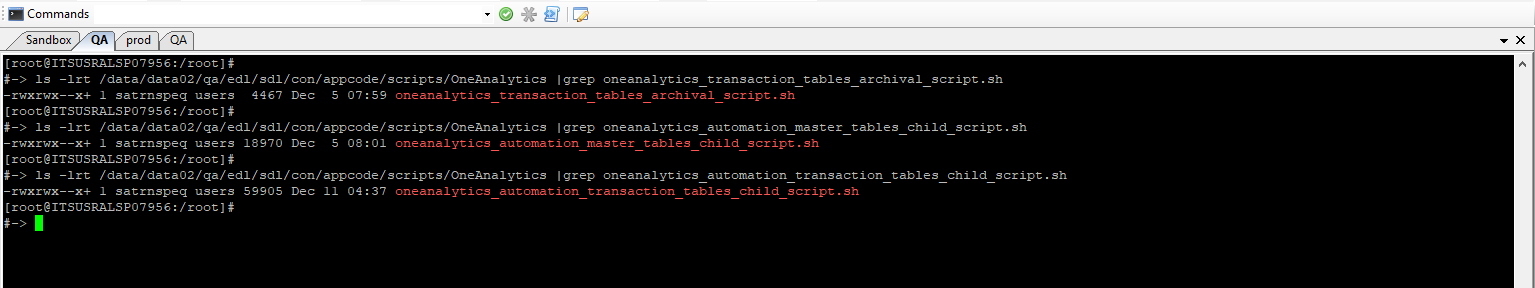 Commands
Sandbox QA prod QA
[root@ITSUSRALSP07956:/root]#
#-> ls -lrt /data/data02/qa/edl/sdl/con/appcode/scripts/OneAnalytics |grep oneanalytics_transaction_tables_archival_script.sh
-rwxrwx--x+ 1 satrnspeq users  4467 Dec  5 07:59 oneanalytics_transaction_tables_archival_script.sh
[root@ITSUSRALSP07956:/root]#
#-> ls -lrt /data/data02/qa/edl/sdl/con/appcode/scripts/OneAnalytics |grep oneanalytics_automation_master_tables_child_script.sh
-rwxrwx--x+ 1 satrnspeq users 18970 Dec  5 08:01 oneanalytics_automation_master_tables_child_script.sh
[root@ITSUSRALSP07956:/root]#
#-> ls -lrt /data/data02/qa/edl/sdl/con/appcode/scripts/OneAnalytics |grep oneanalytics_automation_transaction_tables_child_script.sh
-rwxrwx--x+ 1 satrnspeq users 59905 Dec 11 04:37 oneanalytics_automation_transaction_tables_child_script.sh
[root@ITSUSRALSP07956:/root]#
#->